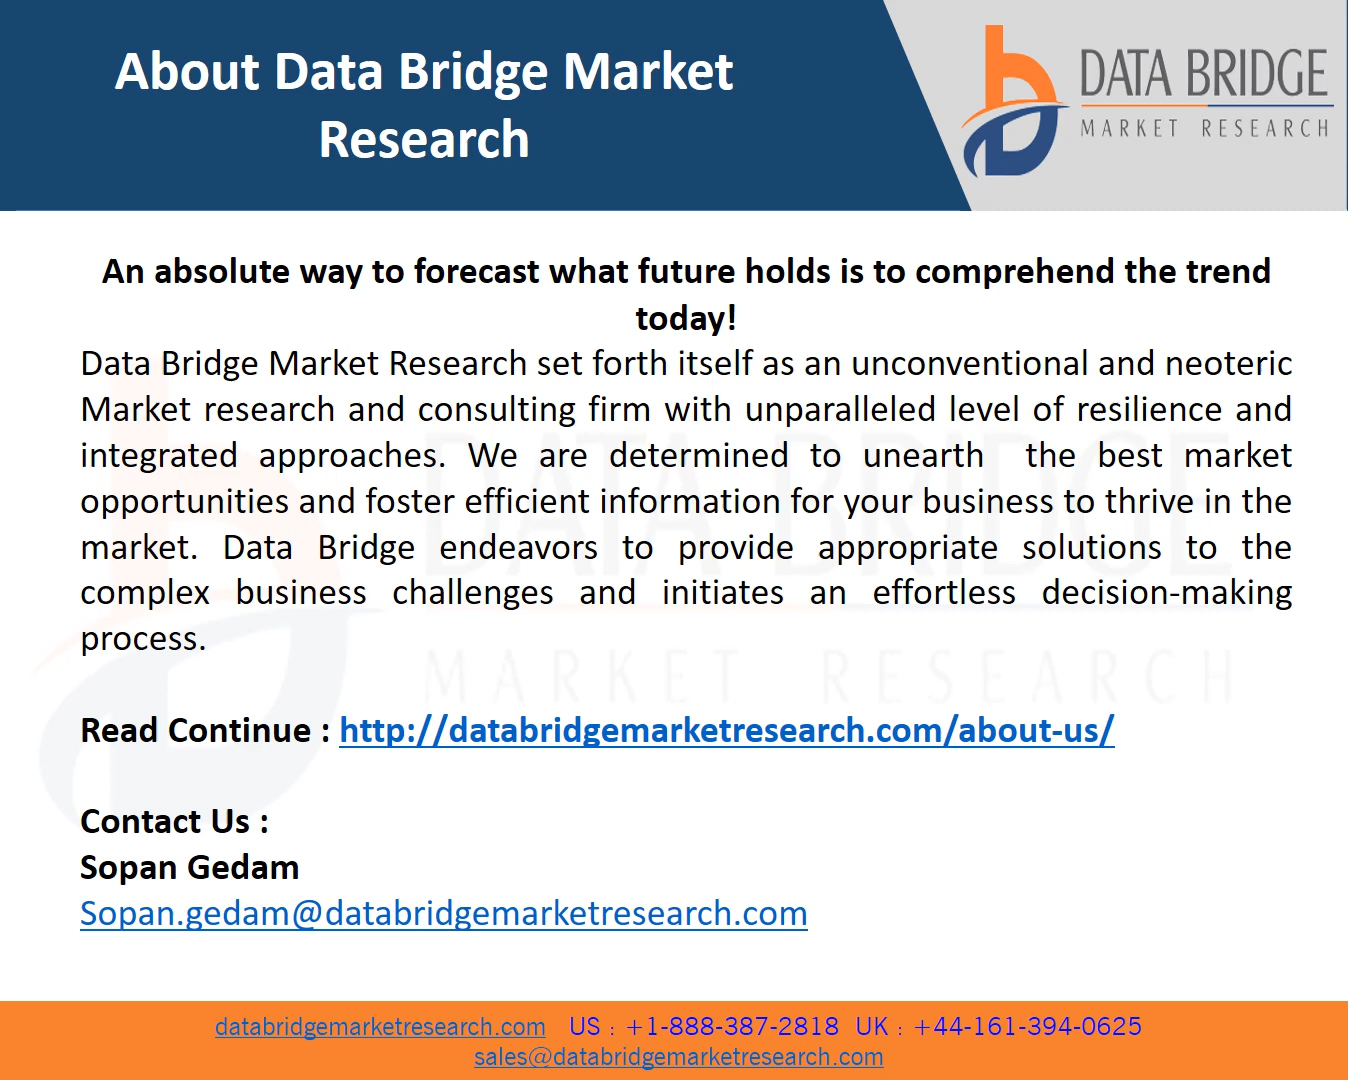 About Data Bridge Market
Research
DATA BRIDGE
MARKET RESEARCH
An absolute way to forecast what future holds is to comprehend the trend
today!
Data Bridge Market Research set forth itself as an unconventional and neoteric
Market research and consulting firm with unparalleled level of resilience and
integrated approaches. We are determined to unearth the best market
opportunities and foster efficient information for your business to thrive in the
market. Data Bridge endeavors to provide appropriate solutions to the
complex business challenges and initiates an effortless decision-making
process.
DATA BRIDGE
MARKET RESEARCH
Read Continue : http://databridgemarketresearch.com/about-us/
Contact Us :
Sopan Gedam
Sopan.gedam@databridgemarketresearch.com
databridgemarketresearch.com US : +1-888-387-2818 UK : +44-161-394-0625
sales@databridgemarketresearch.com